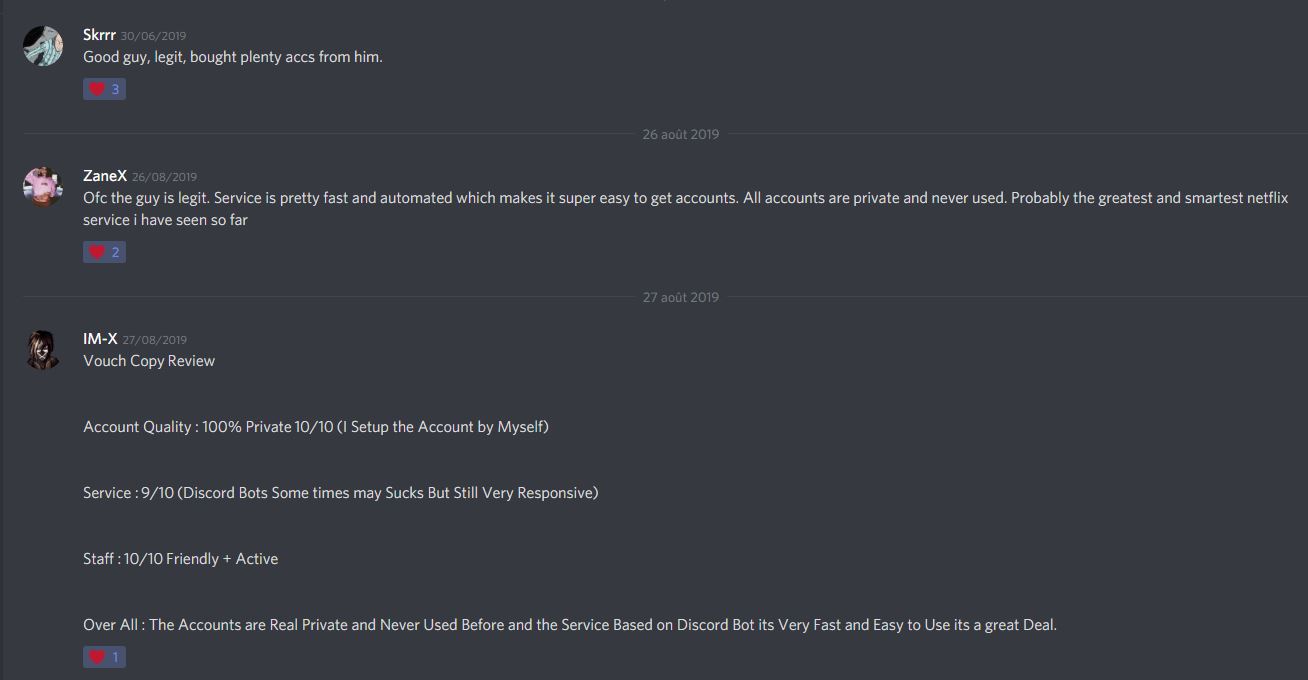 Skrrr 30/06/2019
Good guy, legit, bought plenty accs from him.
3
26 août 2019
ZaneX 26/08/2019
Ofc the guy is legit. Service is pretty fast and automated which makes it super easy to get accounts. All accounts are private and never used. Probably the greatest and smartest netflix
service i have seen so far
2
27 août 2019
IM-X 27/08/2019
Vouch Copy Review
Account Quality : 100% Private 10/10 (I Setup the Account by Myself)
Service : 9/10 (Discord Bots Some times may Sucks But Still Very Responsive)
Staff : 10/10 Friendly + Active
Over All : The Accounts are Real Private and Never Used Before and the Service Based on Discord Bot its Very Fast and Easy to Use its a great Deal.
1